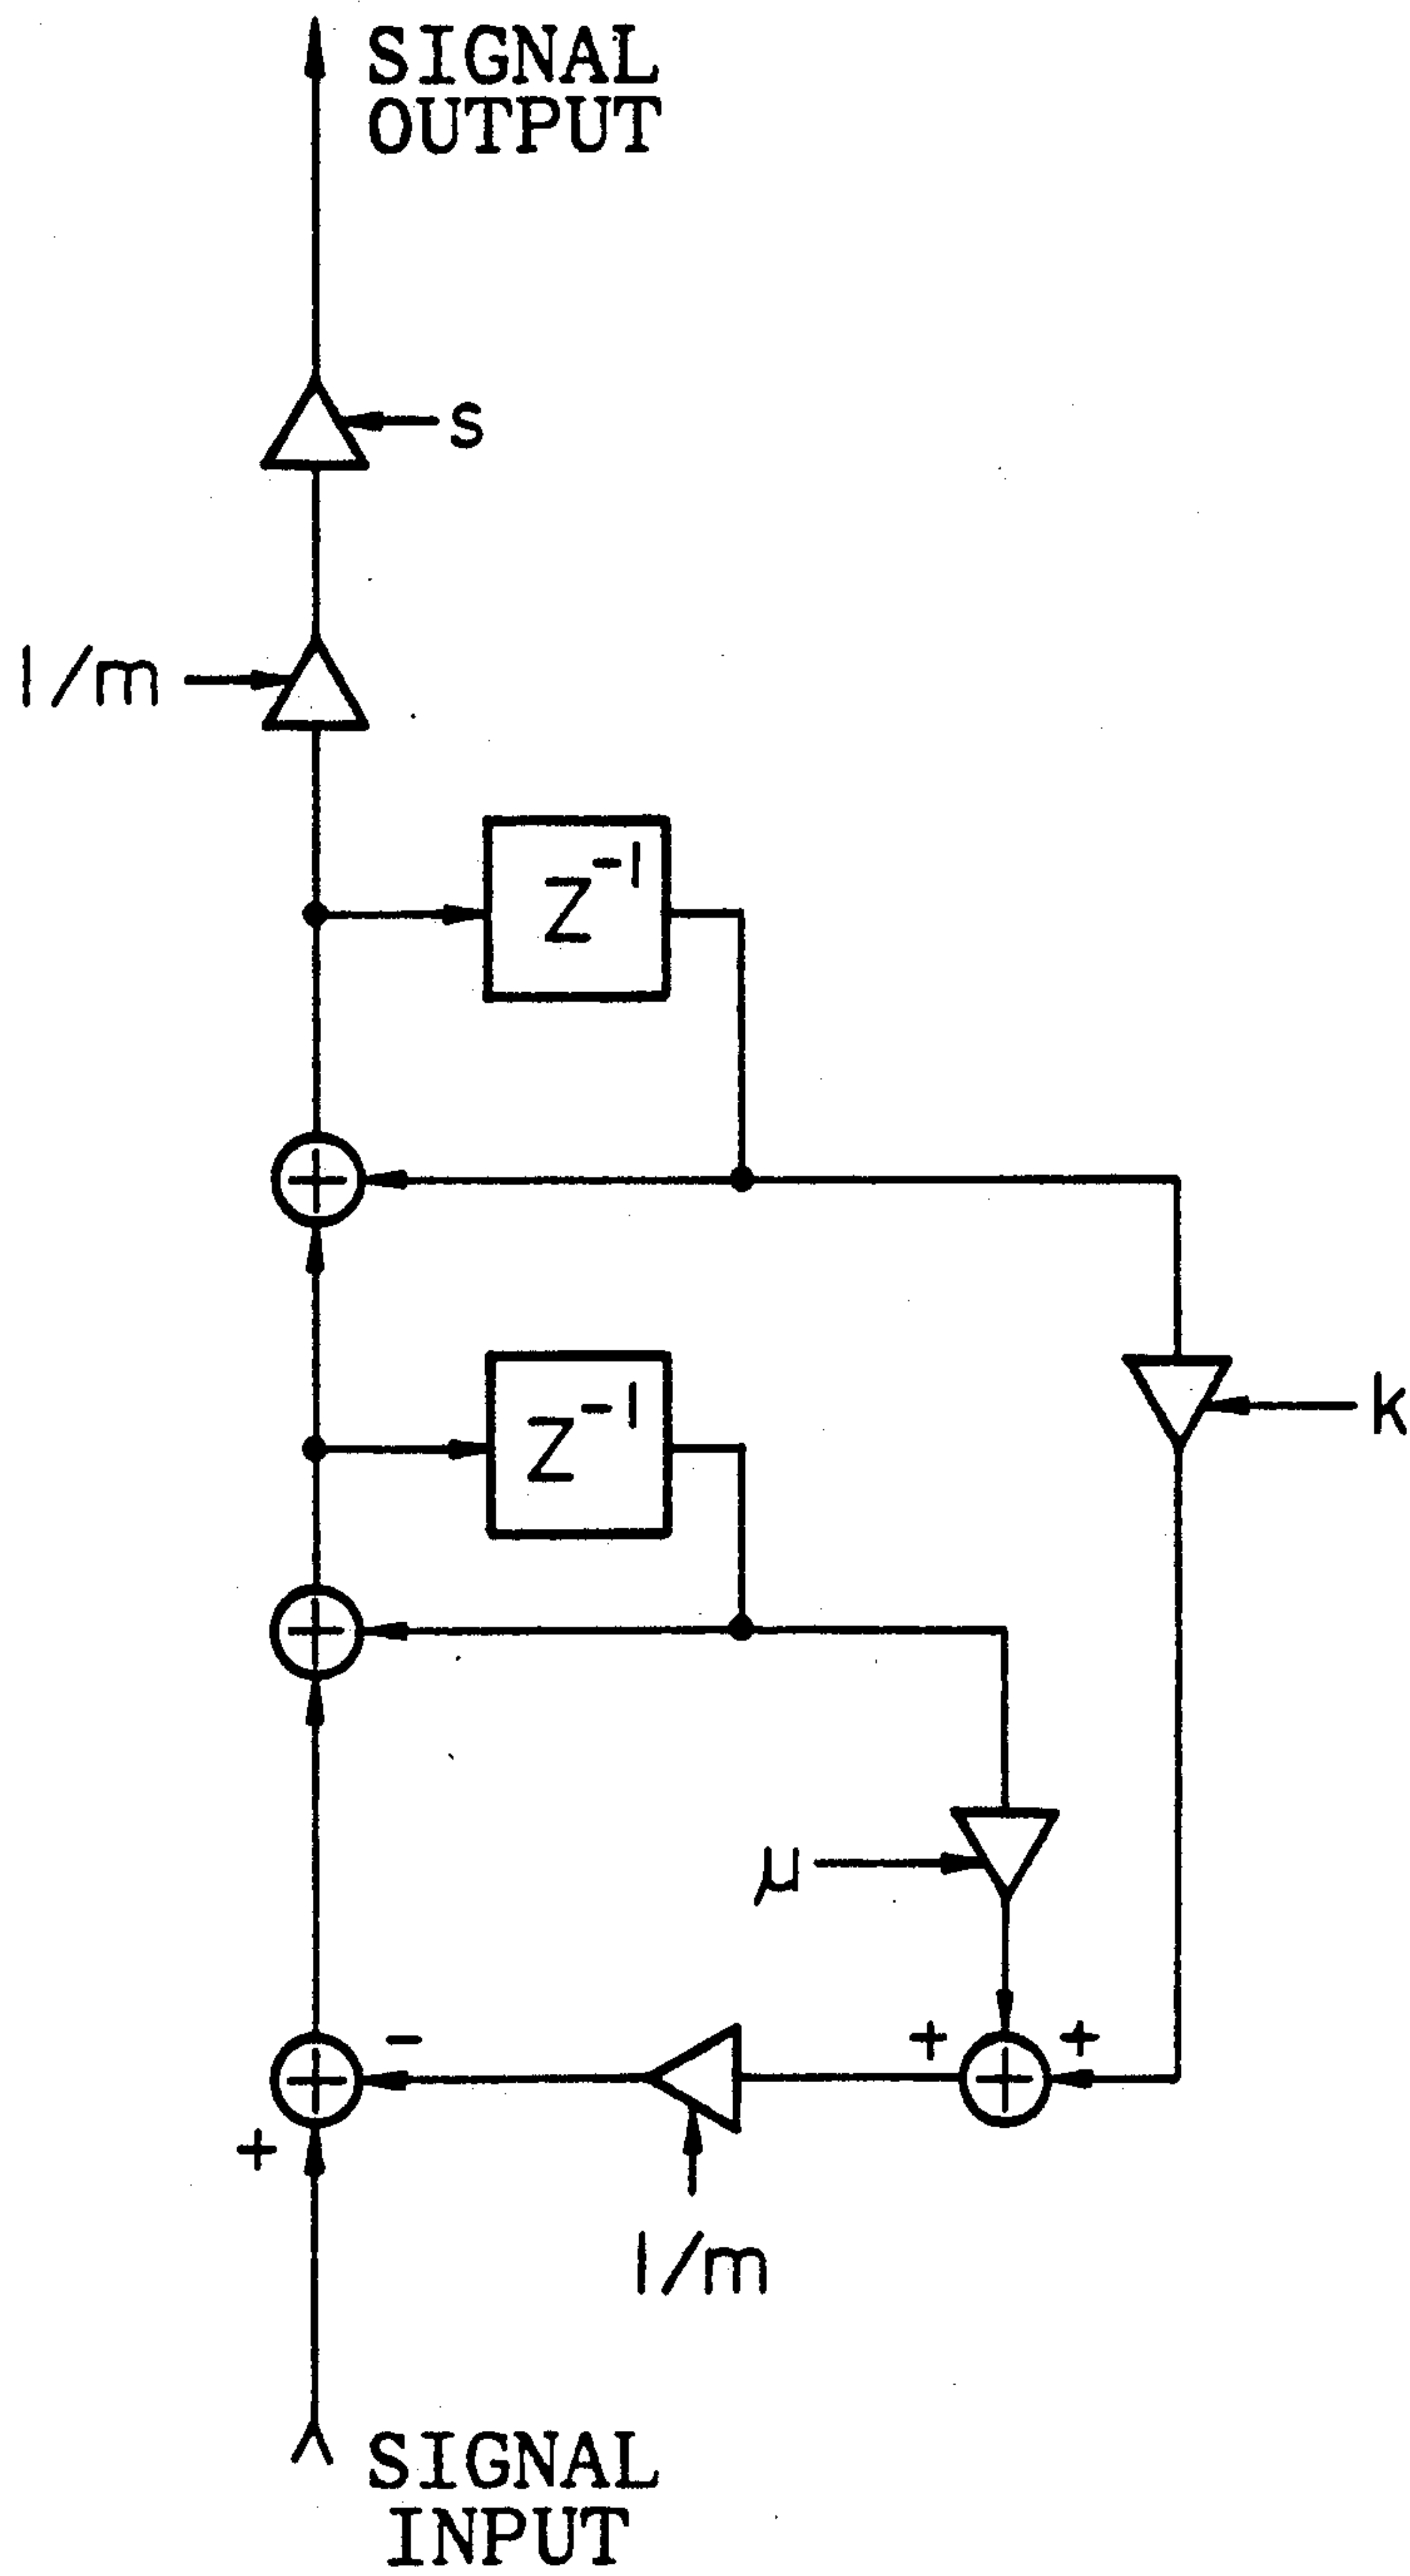 SIGNAL
OUTPUT
s
1/m
Z⁻¹
+
Z⁻¹
k
+
μ
-
+
+
+
+
+
1/m
SIGNAL
INPUT